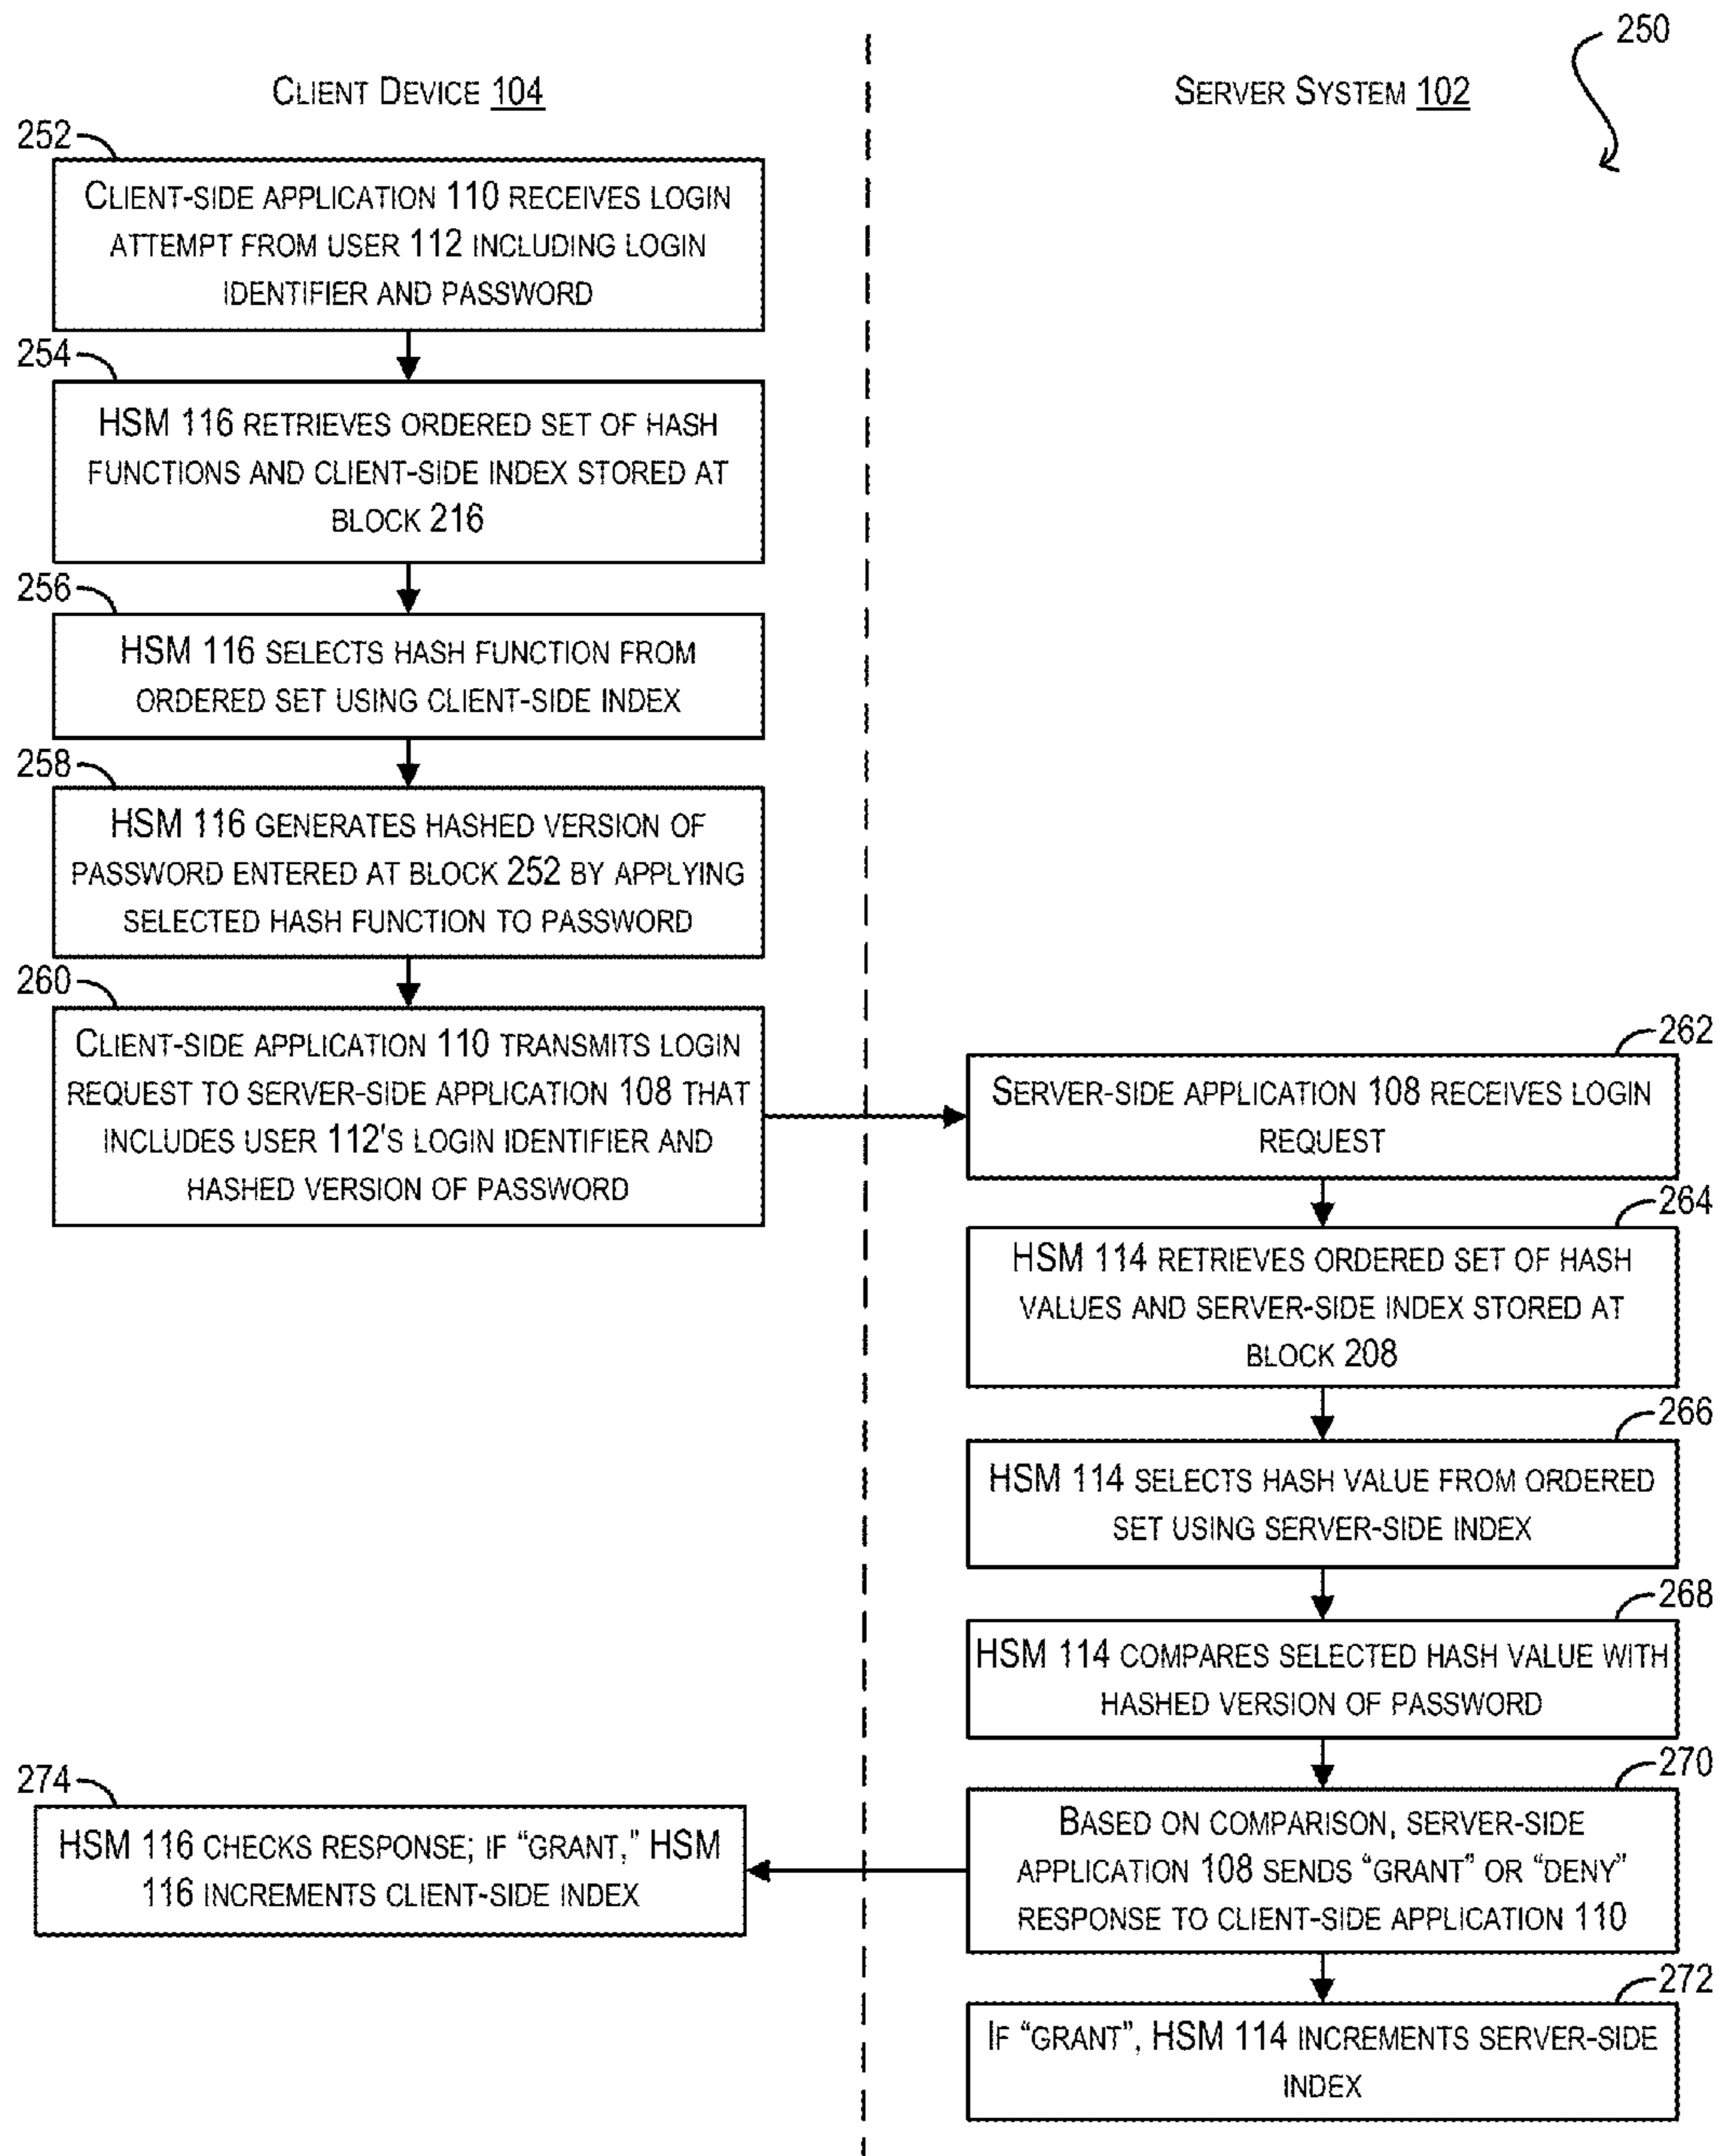 250
CLIENT DEVICE 104
SERVER SYSTEM 102
252
CLIENT-SIDE APPLICATION 110 RECEIVES LOGIN
ATTEMPT FROM USER 112 INCLUDING LOGIN
IDENTIFIER AND PASSWORD
254
HSM 116 RETRIEVES ORDERED SET OF HASH
FUNCTIONS AND CLIENT-SIDE INDEX STORED AT
BLOCK 216
256
HSM 116 SELECTS HASH FUNCTION FROM
ORDERED SET USING CLIENT-SIDE INDEX
258
HSM 116 GENERATES HASHED VERSION OF
PASSWORD ENTERED AT BLOCK 252 BY APPLYING
SELECTED HASH FUNCTION TO PASSWORD
260
CLIENT-SIDE APPLICATION 110 TRANSMITS LOGIN
REQUEST TO SERVER-SIDE APPLICATION 108 THAT
INCLUDES USER 112'S LOGIN IDENTIFIER AND
HASHED VERSION OF PASSWORD
262
SERVER-SIDE APPLICATION 108 RECEIVES LOGIN
REQUEST
264
HSM 114 RETRIEVES ORDERED SET OF HASH
VALUES AND SERVER-SIDE INDEX STORED AT
BLOCK 208
266
HSM 114 SELECTS HASH VALUE FROM ORDERED
SET USING SERVER-SIDE INDEX
268
HSM 114 COMPARES SELECTED HASH VALUE WITH
HASHED VERSION OF PASSWORD
270
BASED ON COMPARISON, SERVER-SIDE
APPLICATION 108 SENDS “GRANT” OR “DENY”
RESPONSE TO CLIENT-SIDE APPLICATION 110
272
IF “GRANT”, HSM 114 INCREMENTS SERVER-SIDE
INDEX
274
HSM 116 CHECKS RESPONSE; IF “GRANT,” HSM
116 INCREMENTS CLIENT-SIDE INDEX